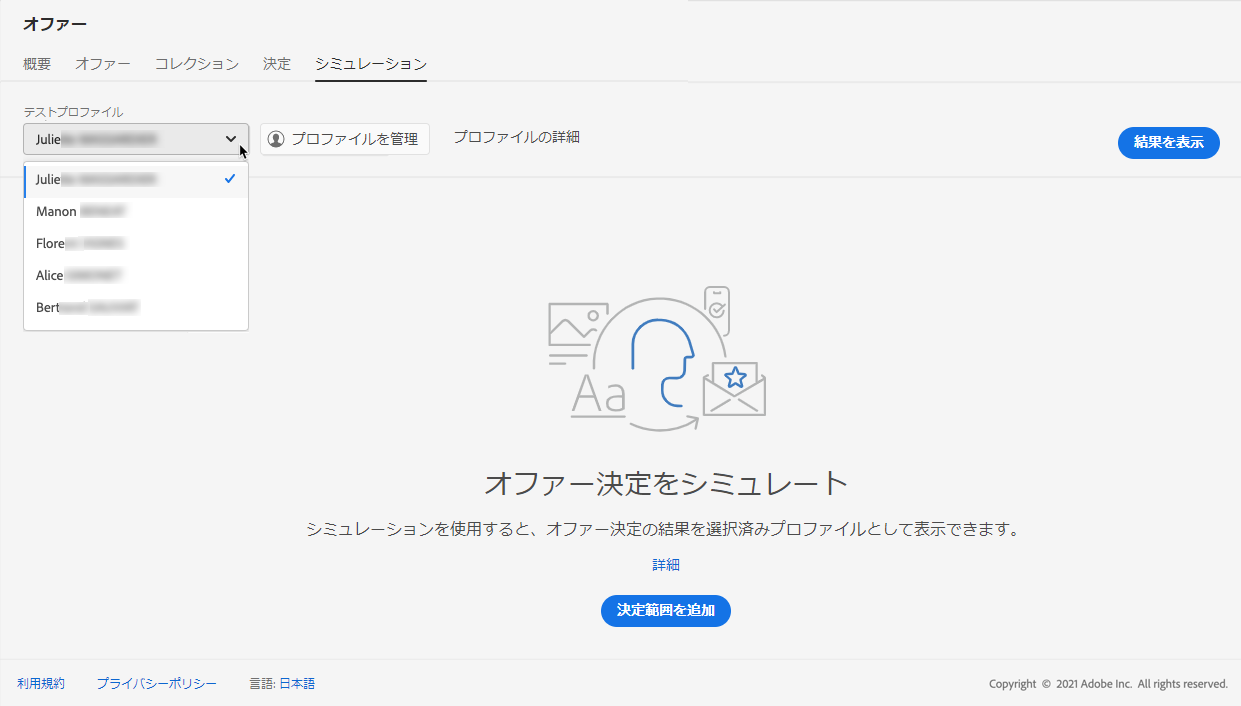 オファー
概要 オファー コレクション 決定 シミュレーション
テストプロファイル
Julie プロファイルを管理 プロファイルの詳細 結果を表示
Julie
Manon
Flore
Alice
Bert
Aa
オファー決定をシミュレート
シミュレーションを使用すると、オファー決定の結果を選択済みプロファイルとして表示できます。
詳細
決定範囲を追加
利用規約 プライバシーポリシー 言語: 日本語 Copyright © 2021 Adobe Inc. All rights reserved.